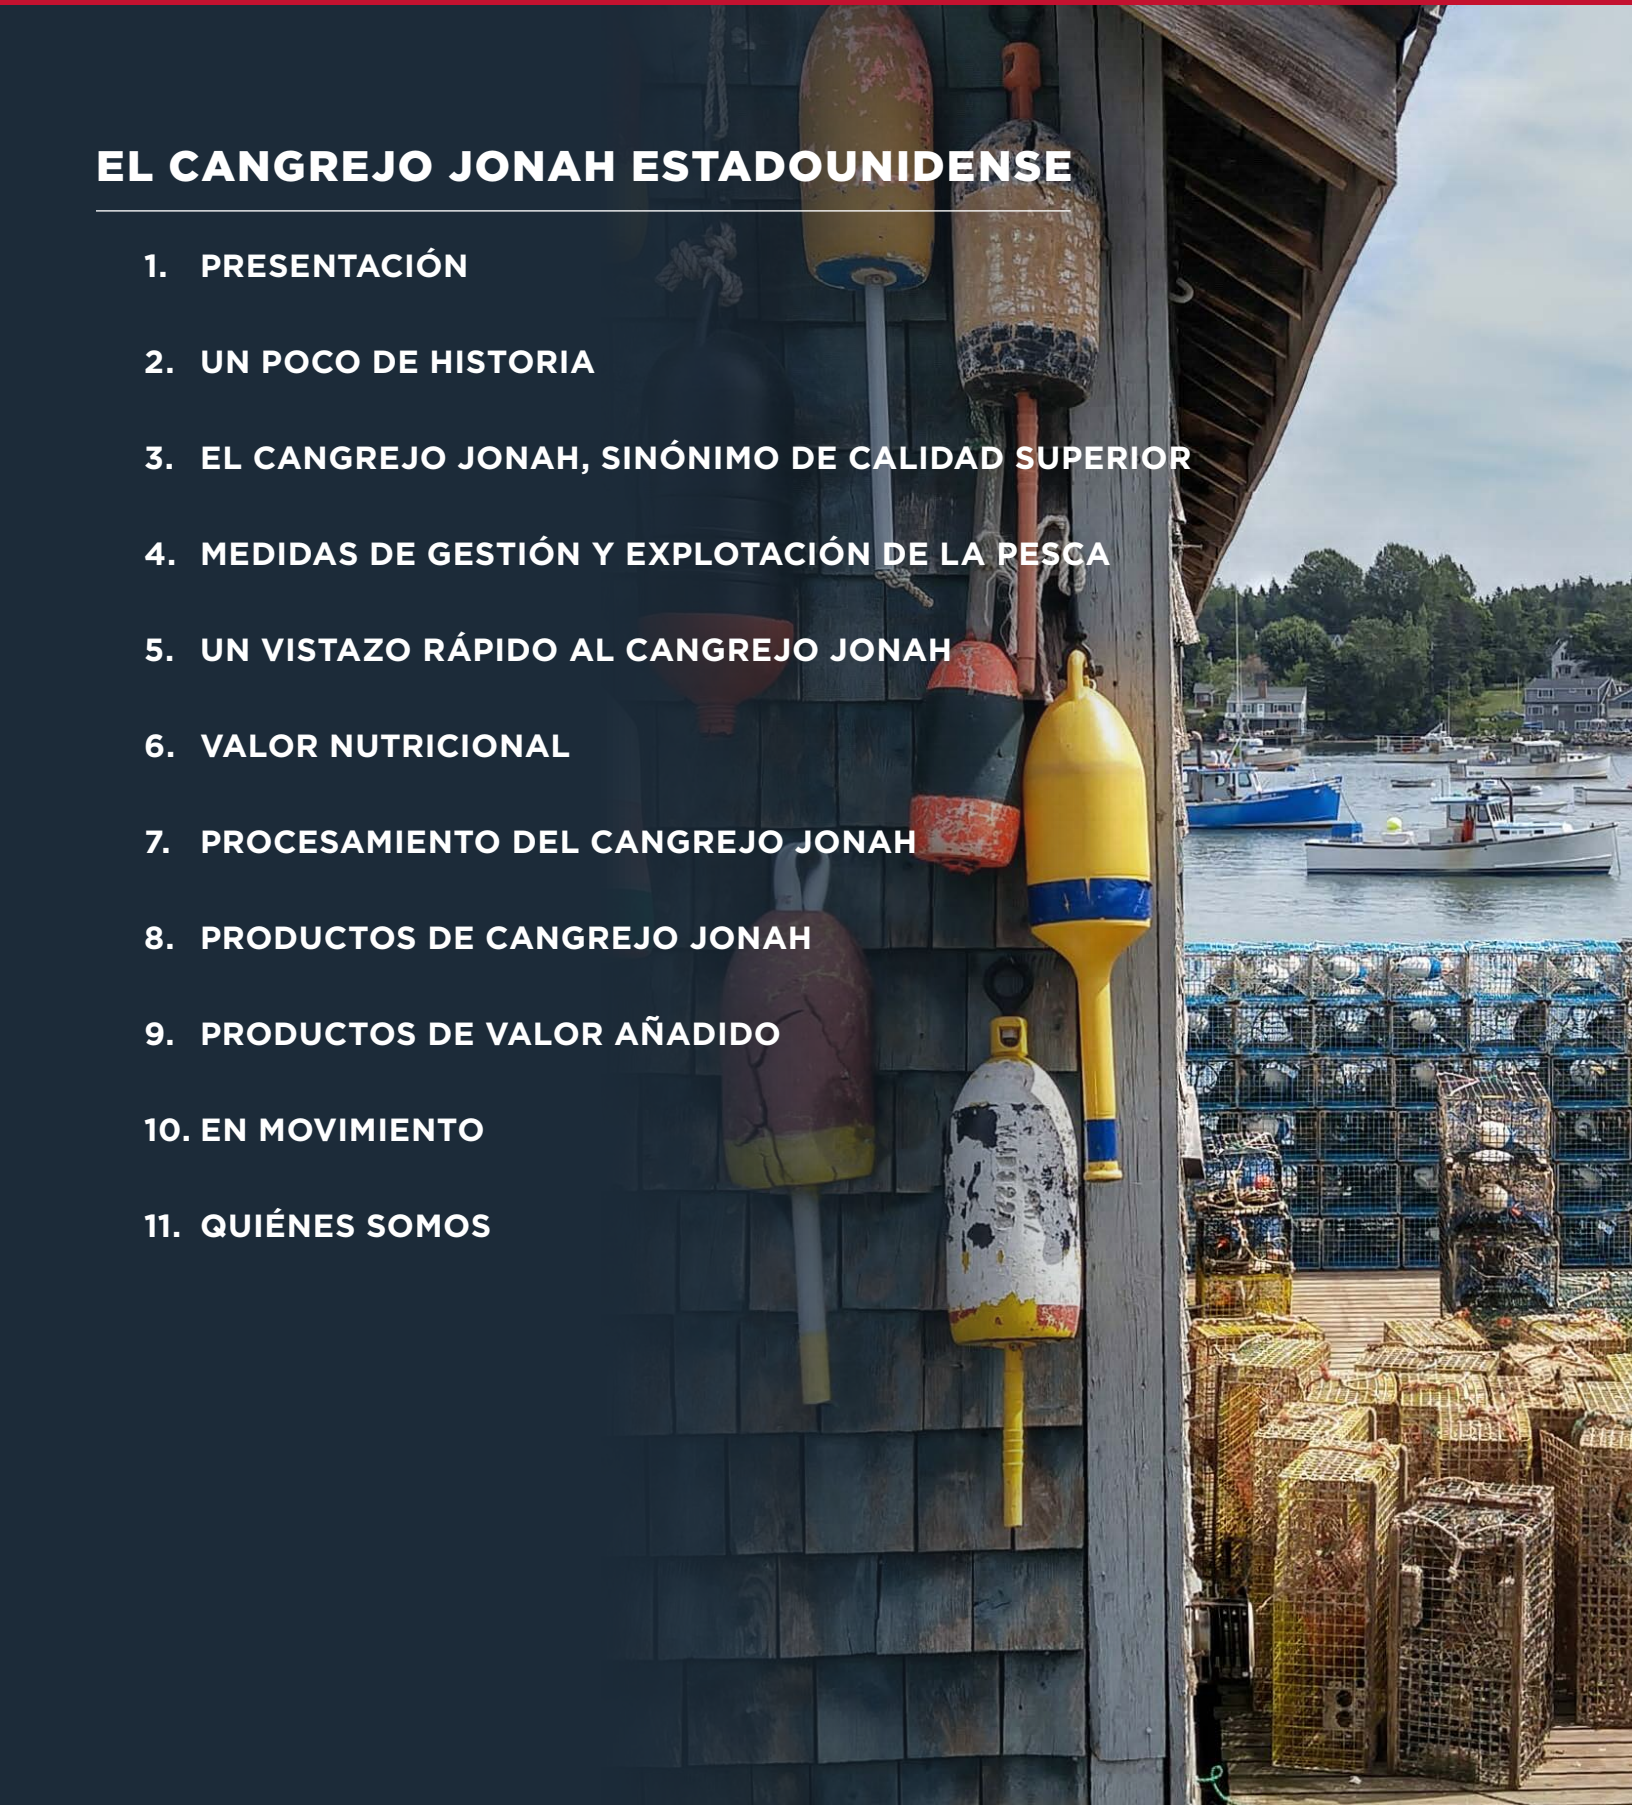 EL CANGREJO JONAH ESTADOUNIDENSE
1. PRESENTACIÓN
2. UN POCO DE HISTORIA
3. EL CANGREJO JONAH, SINÓNIMO DE CALIDAD SUPERIOR
4. MEDIDAS DE GESTIÓN Y EXPLOTACIÓN DE LA PESCA
5. UN VISTAZO RÁPIDO AL CANGREJO JONAH
6. VALOR NUTRICIONAL
7. PROCESAMIENTO DEL CANGREJO JONAH
8. PRODUCTOS DE CANGREJO JONAH
9. PRODUCTOS DE VALOR AÑADIDO
10. EN MOVIMIENTO
11. QUIÉNES SOMOS